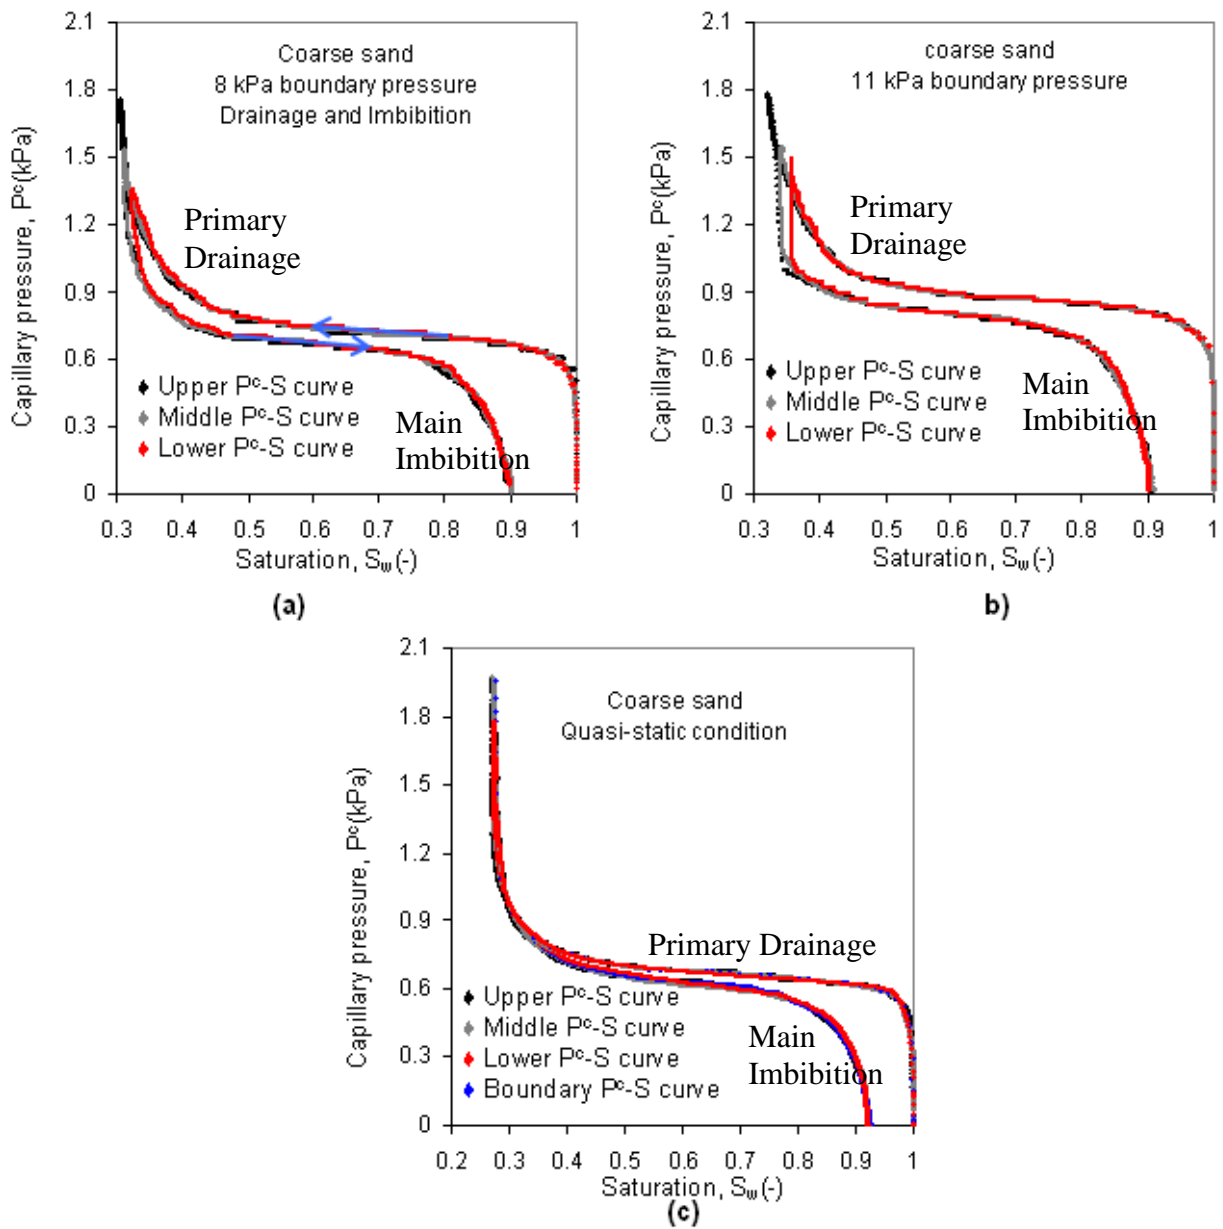 2.1
1.8
1.5
1.2
0.9
0.6
0.3
0
Capillary pressure, Pᶜ(kPa)
Coarse sand
8 kPa boundary pressure
Drainage and Imbibition
Primary
Drainage
Upper Pᶜ-S curve
Middle Pᶜ-S curve
Lower Pᶜ-S curve
Main
Imbibition
0.3 0.4 0.5 0.6 0.7 0.8 0.9 1
Saturation, Sw(-)
(a)
2.1
1.8
1.5
1.2
0.9
0.6
0.3
0
Capillary pressure, Pᶜ(kPa)
coarse sand
11 kPa boundary pressure
Primary
Drainage
Upper Pᶜ-S curve
Middle Pᶜ-S curve
Lower Pᶜ-S curve
Main
Imbibition
0.3 0.4 0.5 0.6 0.7 0.8 0.9 1
Saturation, Sw(-)
b)
2.1
1.8
1.5
1.2
0.9
0.6
0.3
0
Capillary pressure, Pᶜ(kPa)
Coarse sand
Quasi-static condition
Primary Drainage
Upper Pᶜ-S curve
Middle Pᶜ-S curve
Lower Pᶜ-S curve
Boundary Pᶜ-S curve
Main
Imbibition
0.2 0.3 0.4 0.5 0.6 0.7 0.8 0.9 1
Saturation, Sw(-)
(c)